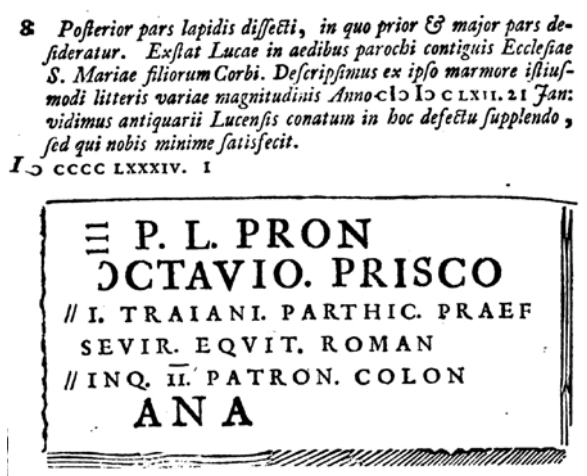 8 Poſterior pars lapidis diſſecti, in quo prior & major pars de-
ſideratur. Exſtat Lucae in aedibus parochi contiguis Eccleſiae
S. Mariae filiorum Corbi. Deſcripſimus ex ipſo marmore iſtiuſ-
modi litteris variae magnitudinis Anno cIↄ Iↄ C LXII. 21 Jan:
vidimus antiquarii Lucenſis conatum in hoc defectu ſupplendo,
ſed qui nobis minime ſatisfecit.
Iↄ CCCC LXXXIV. I
P. L. PRON
ƆCTAVIO. PRISCO
// I. TRAIANI. PARTHIC. PRAEF
SEVIR. EQVIT. ROMAN
// INQ. II. PATRON. COLON
ANA